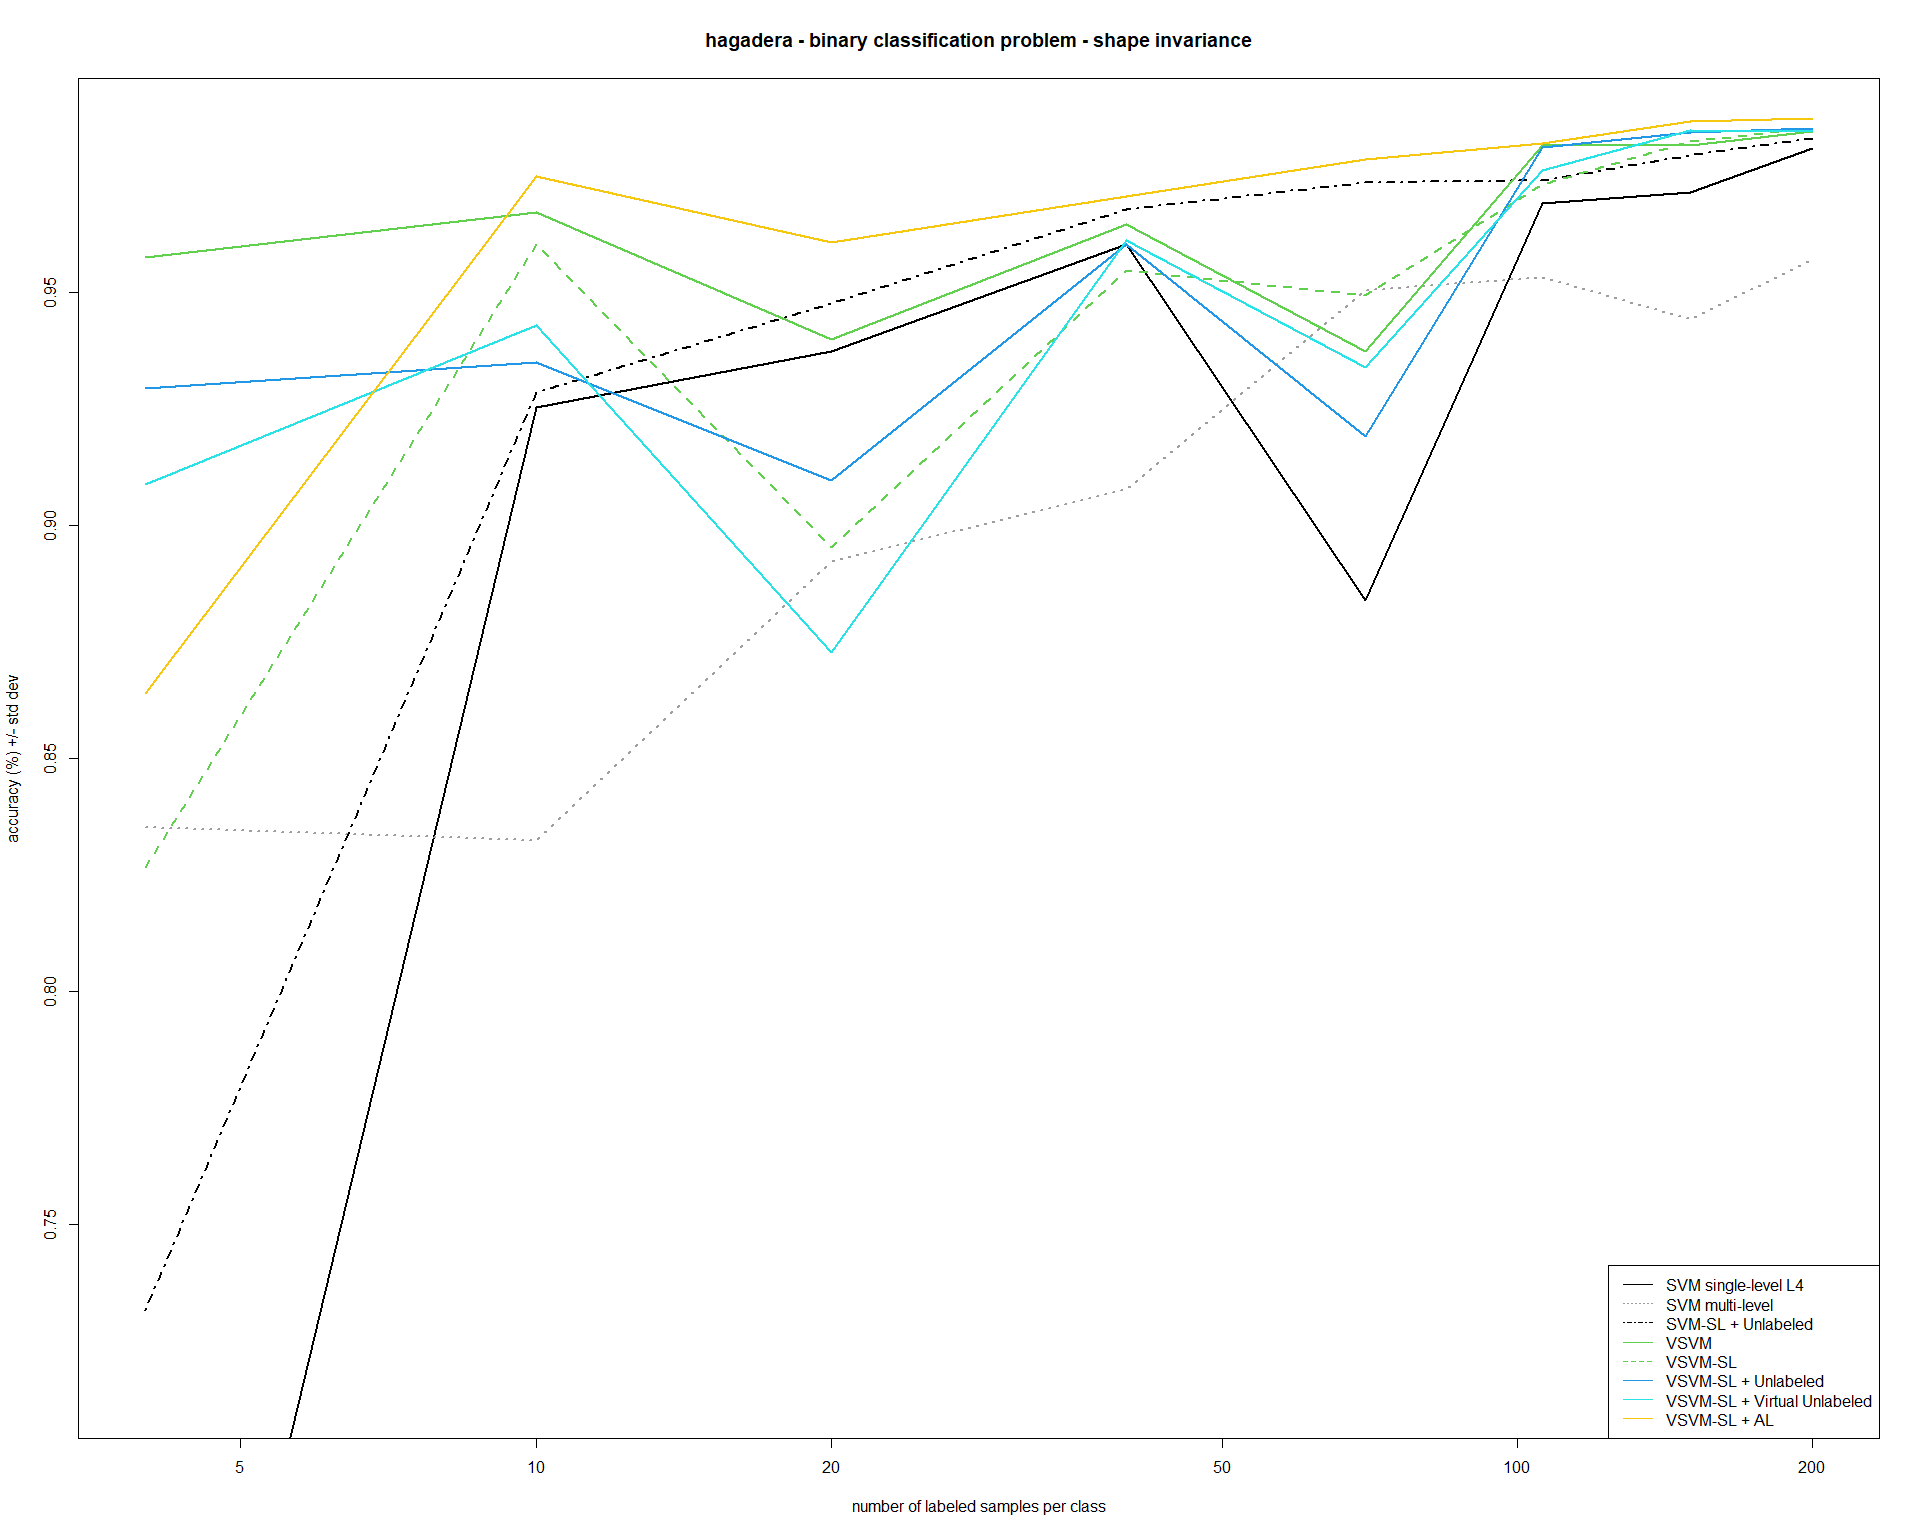 hagadera - binary classification problem - shape invariance
accuracy (%) +/- std dev
0.95
0.90
0.85
0.80
0.75
5 10 20 50 100 200
number of labeled samples per class
SVM single-level L4
SVM multi-level
SVM-SL + Unlabeled
VSVM
VSVM-SL
VSVM-SL + Unlabeled
VSVM-SL + Virtual Unlabeled
VSVM-SL + AL